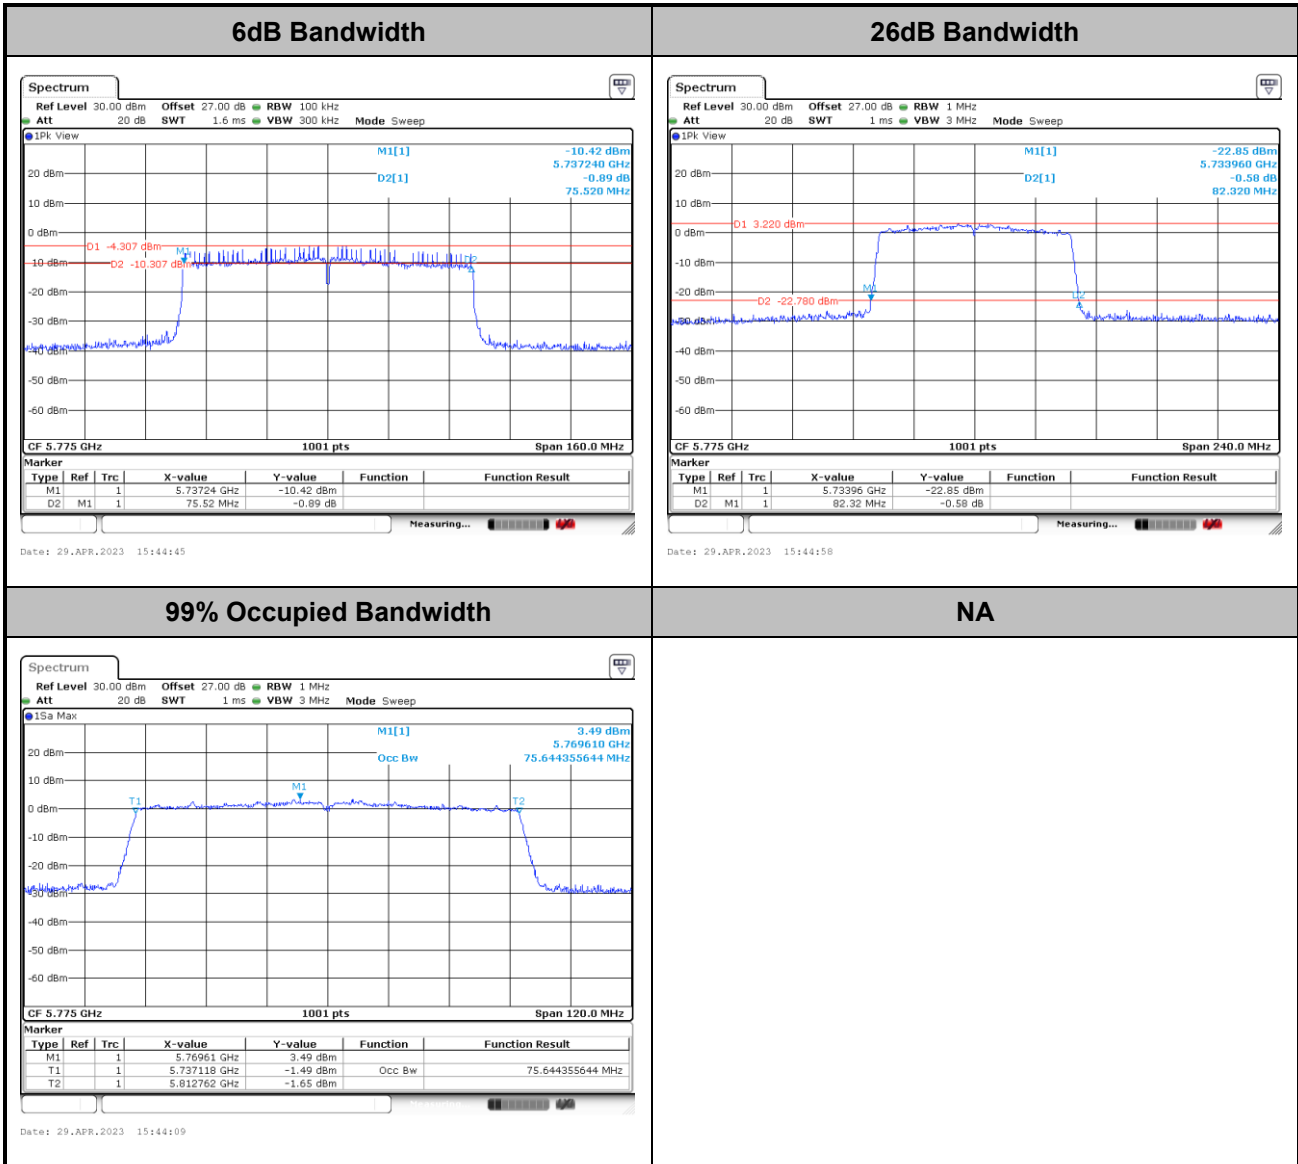 6dB Bandwidth
26dB Bandwidth
Spectrum
Ref Level 30.00 dBm Offset 27.00 dB RBW 100 kHz
Att 20 dB SWT 1.6 ms VBW 300 kHz Mode Sweep
1Pk View
M1[1] -10.42 dBm
5.737240 GHz
D2[1] -0.89 dB
75.520 MHz
20 dBm
10 dBm
0 dBm
D1 -4.307 dBm
M1
D2
-10 dBm
D2 -10.307 dBm
-20 dBm
-30 dBm
-40 dBm
-50 dBm
-60 dBm
CF 5.775 GHz 1001 pts Span 160.0 MHz
Marker
Type Ref Trc X-value Y-value Function Function Result
M1 1 5.73724 GHz -10.42 dBm
D2 M1 1 75.52 MHz -0.89 dB
Measuring...
Date: 29.APR.2023 15:44:45
Spectrum
Ref Level 30.00 dBm Offset 27.00 dB RBW 1 MHz
Att 20 dB SWT 1 ms VBW 3 MHz Mode Sweep
1Pk View
M1[1] -22.85 dBm
5.733960 GHz
D2[1] -0.58 dB
82.320 MHz
20 dBm
10 dBm
D1 3.220 dBm
0 dBm
-10 dBm
-20 dBm
M1
D2
D2 -22.780 dBm
-30 dBm
-40 dBm
-50 dBm
-60 dBm
CF 5.775 GHz 1001 pts Span 240.0 MHz
Marker
Type Ref Trc X-value Y-value Function Function Result
M1 1 5.73396 GHz -22.85 dBm
D2 M1 1 82.32 MHz -0.58 dB
Measuring...
Date: 29.APR.2023 15:44:58
99% Occupied Bandwidth
NA
Spectrum
Ref Level 30.00 dBm Offset 27.00 dB RBW 1 MHz
Att 20 dB SWT 1 ms VBW 3 MHz Mode Sweep
1Sa Max
M1[1] 3.49 dBm
5.769610 GHz
Occ Bw 75.644355644 MHz
20 dBm
10 dBm
M1
T1
T2
0 dBm
-10 dBm
-20 dBm
-30 dBm
-40 dBm
-50 dBm
-60 dBm
CF 5.775 GHz 1001 pts Span 120.0 MHz
Marker
Type Ref Trc X-value Y-value Function Function Result
M1 1 5.76961 GHz 3.49 dBm
T1 1 5.737118 GHz -1.49 dBm Occ Bw 75.644355644 MHz
T2 1 5.812762 GHz -1.65 dBm
Date: 29.APR.2023 15:44:09